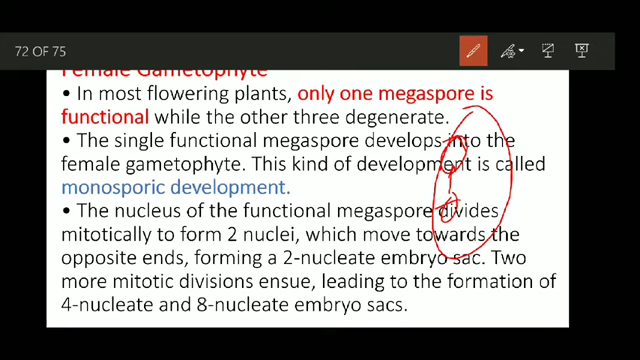 72 OF 75
Female Gametophyte
• In most flowering plants, only one megaspore is
functional while the other three degenerate.
• The single functional megaspore develops into the
female gametophyte. This kind of development is called
monosporic development.
• The nucleus of the functional megaspore divides
mitotically to form 2 nuclei, which move towards the
opposite ends, forming a 2-nucleate embryo sac. Two
more mitotic divisions ensue, leading to the formation of
4-nucleate and 8-nucleate embryo sacs.